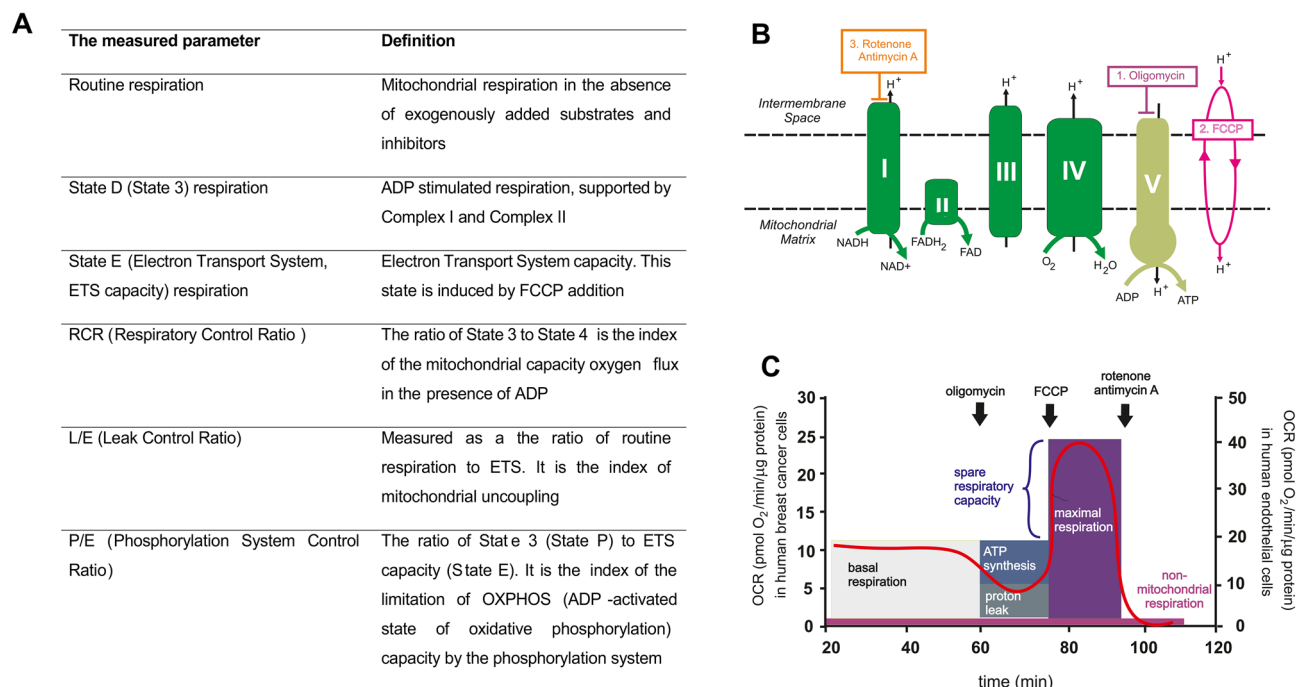 A
The measured parameter Definition
Routine respiration Mitochondrial respiration in the absence
of exogenously added substrates and
inhibitors
State D (State 3) respiration ADP stimulated respiration, supported by
Complex I and Complex II
State E (Electron Transport System, Electron Transport System capacity. This
ETS capacity) respiration state is induced by FCCP addition
RCR (Respiratory Control Ratio ) The ratio of State 3 to State 4 is the index
of the mitochondrial capacity oxygen flux
in the presence of ADP
L/E (Leak Control Ratio) Measured as a the ratio of routine
respiration to ETS. It is the index of
mitochondrial uncoupling
P/E (Phosphorylation System Control The ratio of State 3 (State P) to ETS
Ratio) capacity (State E). It is the index of the
limitation of OXPHOS (ADP -activated
state of oxidative phosphorylation)
capacity by the phosphorylation system
B
3. Rotenone
Antimycin A
1. Oligomycin
2. FCCP
H+
H+
H+
H+
H+
Intermembrane
Space
I
II
III
IV
V
Mitochondrial
Matrix
NADH
NAD+
FADH2
FAD
O2
H2O
ADP
H+
ATP
H+
C
oligomycin
FCCP
rotenone
antimycin A
OCR (pmol O2/min/µg protein)
in human breast cancer cells
30
25
20
15
10
5
0
spare
respiratory
capacity
maximal
respiration
basal
respiration
ATP
synthesis
proton
leak
non-
mitochondrial
respiration
50
40
30
20
10
0
OCR (pmol O2/min/µg protein)
in human endothelial cells
20 40 60 80 100 120
time (min)